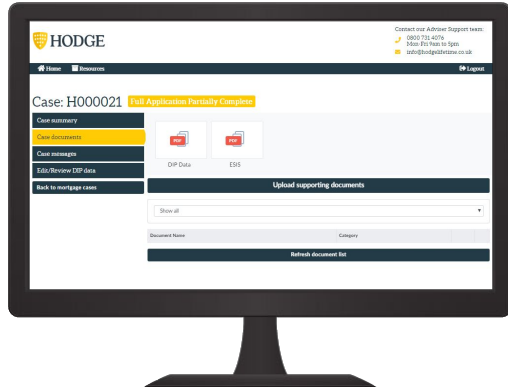 HODGE
Contact our Adviser Support team:
0800 731 4076
Mon-Fri 9am to 5pm
info@hodgelifetime.co.uk
Home Resources Logout
Case: H000021 Full Application Partially Complete
Case summary
Case documents
Case messages
Edit/Review DIP data
Back to mortgage cases
PDF PDF
DIP Data ESIS
Upload supporting documents
Show all
Document Name Category
Refresh document list